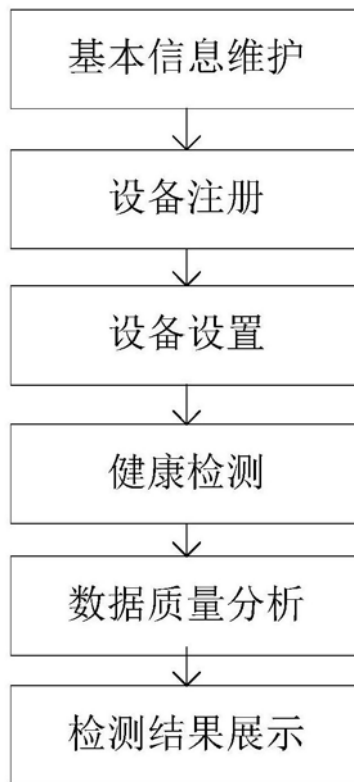 基本信息维护
设备注册
设备设置
健康检测
数据质量分析
检测结果展示